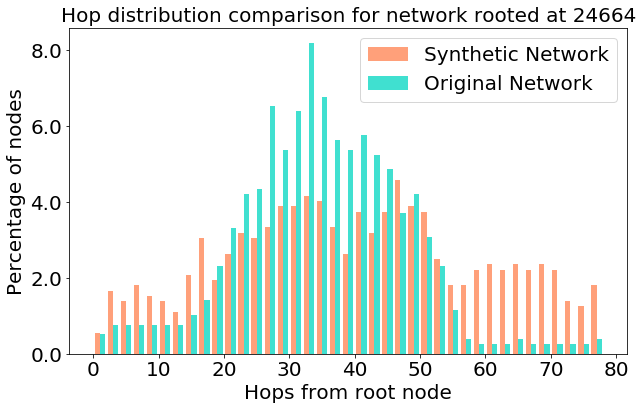 Hop distribution comparison for network rooted at 24664
Synthetic Network
Original Network
Percentage of nodes
8.0
6.0
4.0
2.0
0.0
0 10 20 30 40 50 60 70 80
Hops from root node